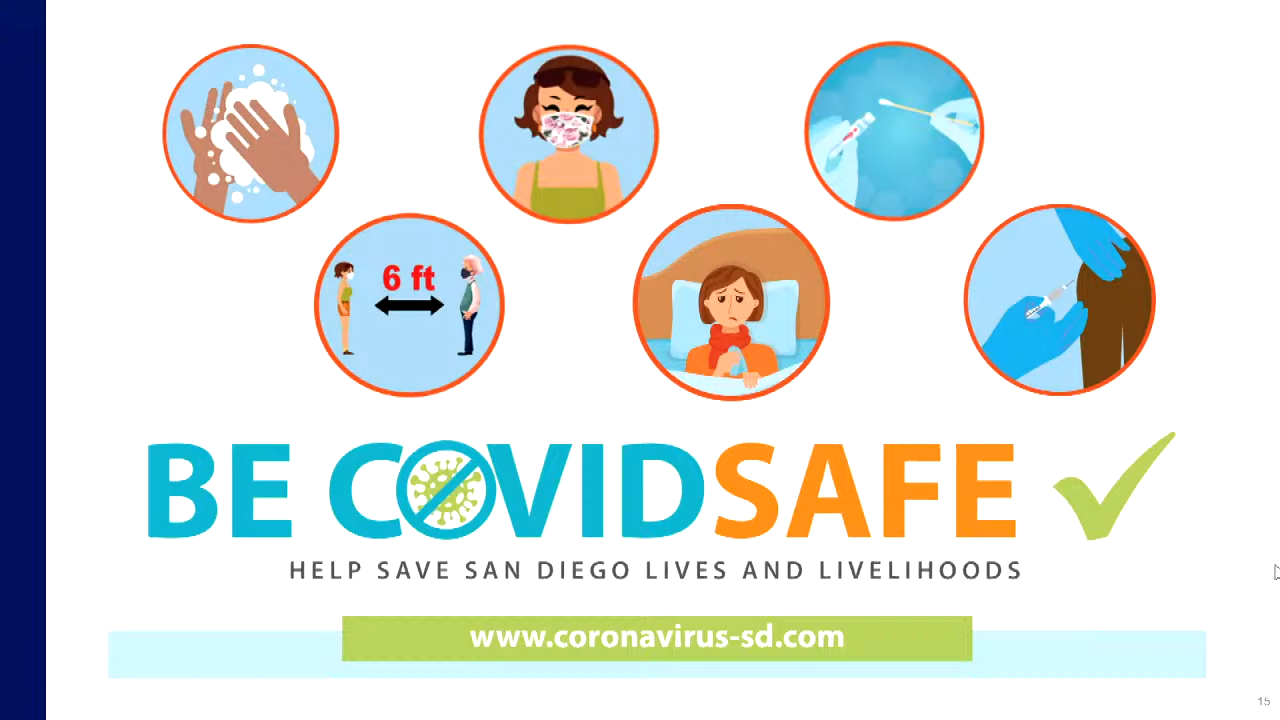 6 ft
BE COVIDSAFE
HELP SAVE SAN DIEGO LIVES AND LIVELIHOODS
www.coronavirus-sd.com
15